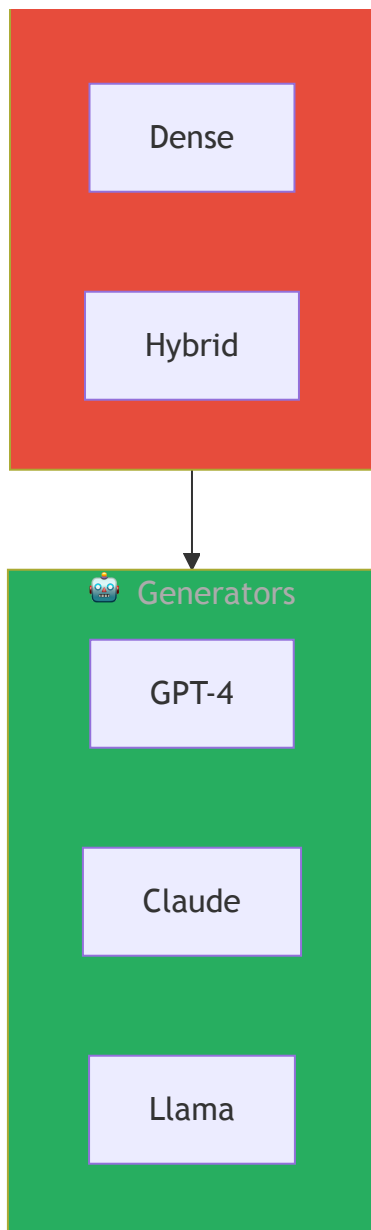 Dense
Hybrid
🤖 Generators
GPT-4
Claude
Llama